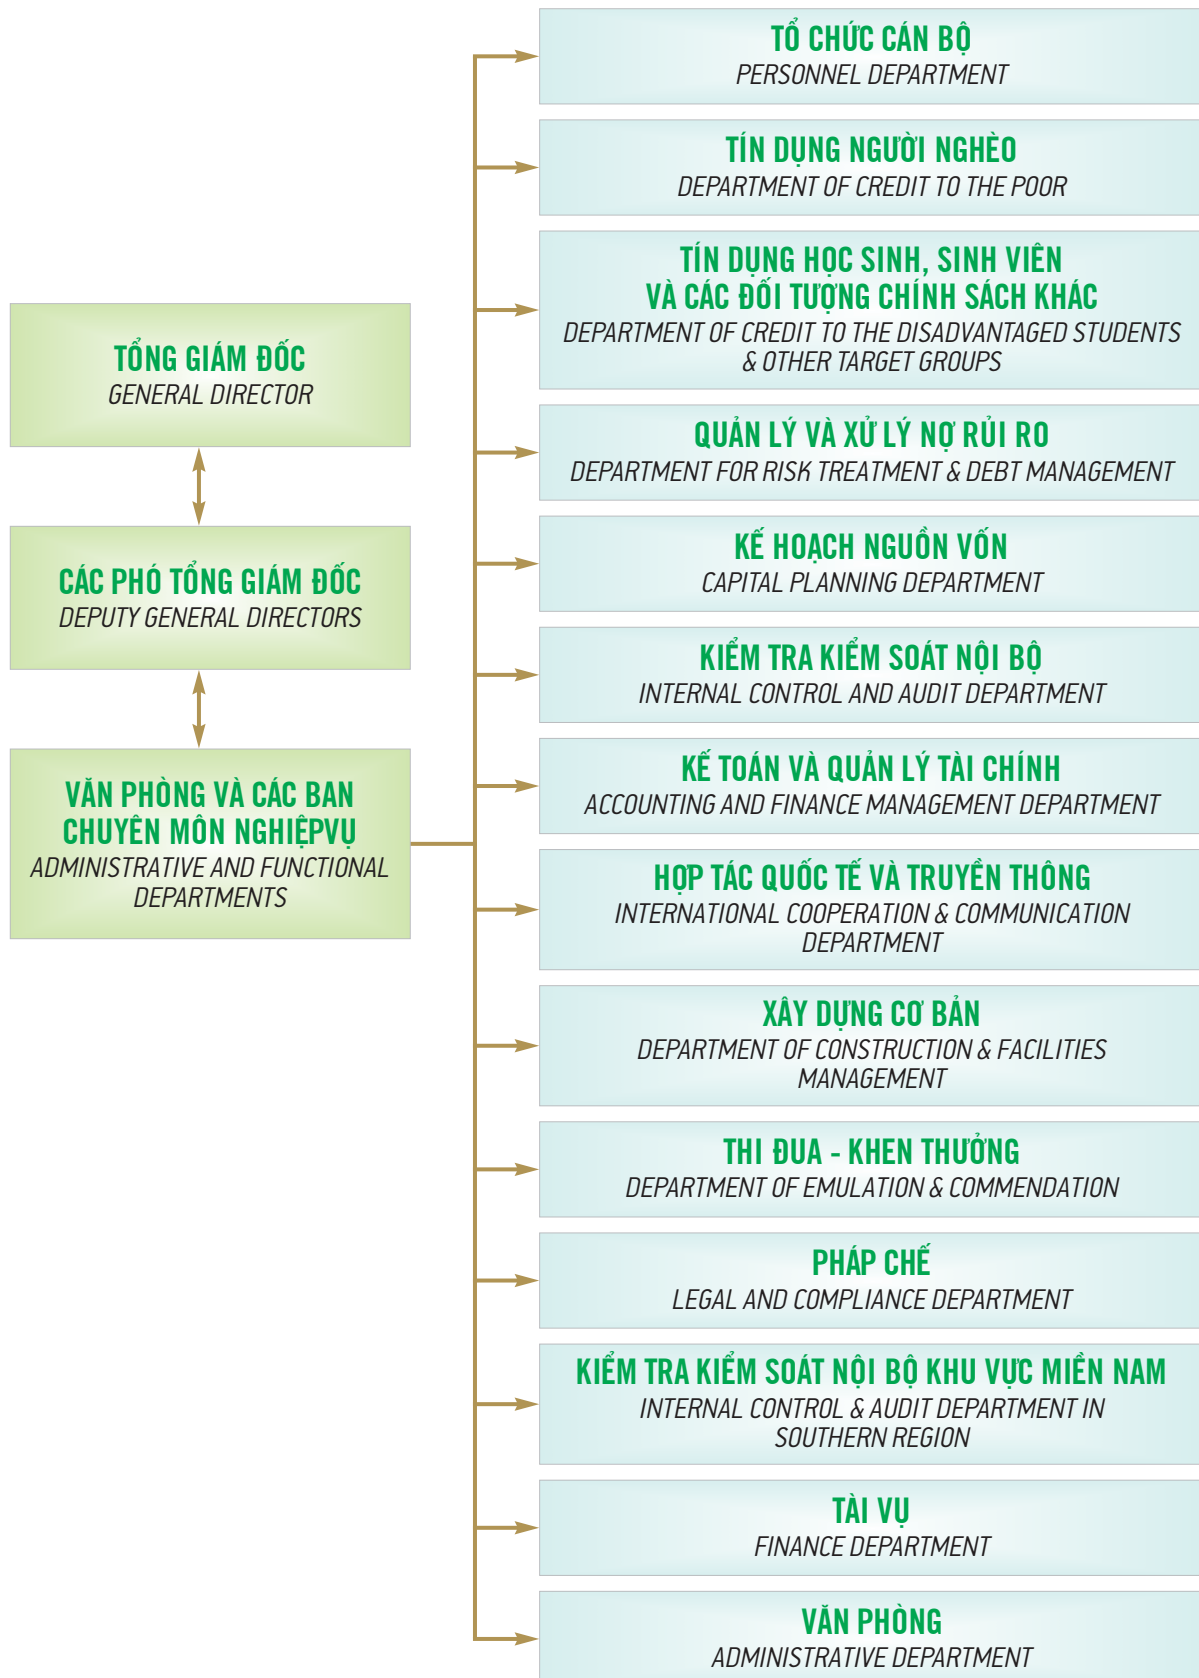 TỔNG GIÁM ĐỐC
GENERAL DIRECTOR
CÁC PHÓ TỔNG GIÁM ĐỐC
DEPUTY GENERAL DIRECTORS
VĂN PHÒNG VÀ CÁC BAN
CHUYÊN MÔN NGHIỆPVỤ
ADMINISTRATIVE AND FUNCTIONAL
DEPARTMENTS
TỔ CHỨC CÁN BỘ
PERSONNEL DEPARTMENT
TÍN DỤNG NGƯỜI NGHÈO
DEPARTMENT OF CREDIT TO THE POOR
TÍN DỤNG HỌC SINH, SINH VIÊN
VÀ CÁC ĐỐI TƯỢNG CHÍNH SÁCH KHÁC
DEPARTMENT OF CREDIT TO THE DISADVANTAGED STUDENTS
& OTHER TARGET GROUPS
QUẢN LÝ VÀ XỬ LÝ NỢ RỦI RO
DEPARTMENT FOR RISK TREATMENT & DEBT MANAGEMENT
KẾ HOẠCH NGUỒN VỐN
CAPITAL PLANNING DEPARTMENT
KIỂM TRA KIỂM SOÁT NỘI BỘ
INTERNAL CONTROL AND AUDIT DEPARTMENT
KẾ TOÁN VÀ QUẢN LÝ TÀI CHÍNH
ACCOUNTING AND FINANCE MANAGEMENT DEPARTMENT
HỢP TÁC QUỐC TẾ VÀ TRUYỀN THÔNG
INTERNATIONAL COOPERATION & COMMUNICATION
DEPARTMENT
XÂY DỰNG CƠ BẢN
DEPARTMENT OF CONSTRUCTION & FACILITIES
MANAGEMENT
THI ĐUA - KHEN THƯỞNG
DEPARTMENT OF EMULATION & COMMENDATION
PHÁP CHẾ
LEGAL AND COMPLIANCE DEPARTMENT
KIỂM TRA KIỂM SOÁT NỘI BỘ KHU VỰC MIỀN NAM
INTERNAL CONTROL & AUDIT DEPARTMENT IN
SOUTHERN REGION
TÀI VỤ
FINANCE DEPARTMENT
VĂN PHÒNG
ADMINISTRATIVE DEPARTMENT